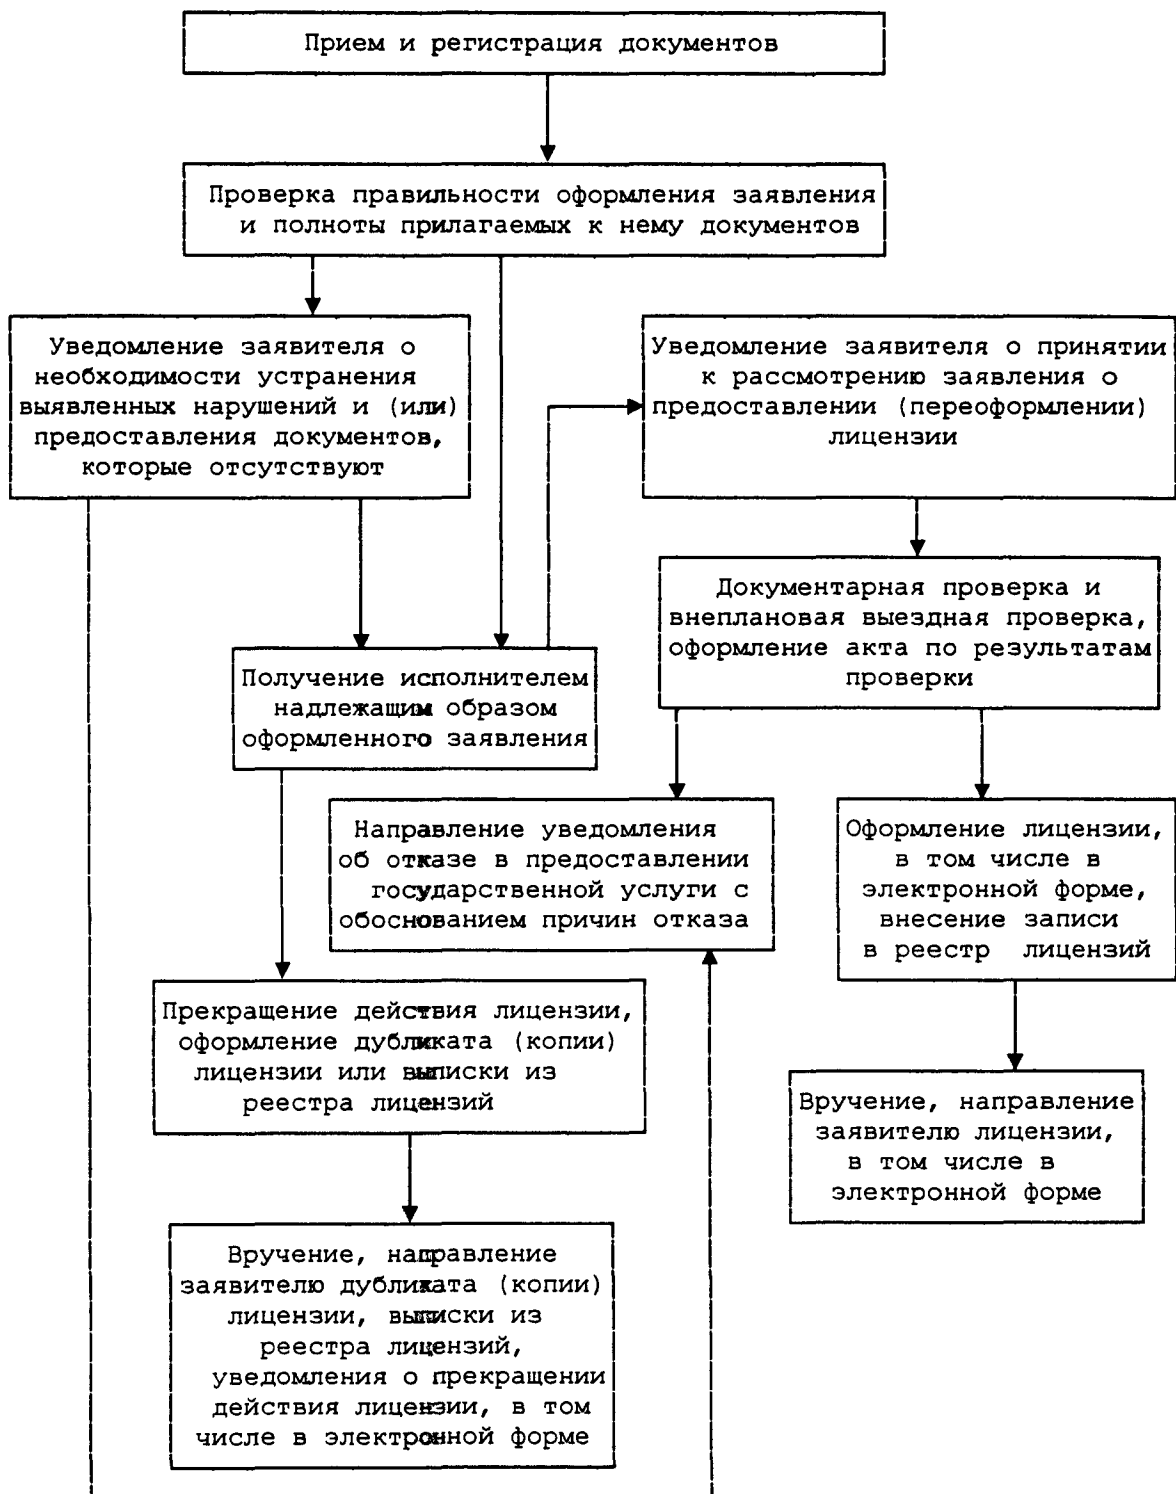 Прием и регистрация документов
Проверка правильности оформления заявления
и полноты прилагаемых к нему документов
Уведомление заявителя о
необходимости устранения
выявленных нарушений и (или)
предоставления документов,
которые отсутствуют
Уведомление заявителя о принятии
к рассмотрению заявления о
предоставлении (переоформлении)
лицензии
Документарная проверка и
внеплановая выездная проверка,
оформление акта по результатам
проверки
Получение исполнителем
надлежащим образом
оформленного заявления
Направление уведомления
об отказе в предоставлении
государственной услуги с
обоснованием причин отказа
Оформление лицензии,
в том числе в
электронной форме,
внесение записи
в реестр лицензий
Прекращение действия лицензии,
оформление дубликата (копии)
лицензии или выписки из
реестра лицензий
Вручение, направление
заявителю лицензии,
в том числе в
электронной форме
Вручение, направление
заявителю дубликата (копии)
лицензии, выписки из
реестра лицензий,
уведомления о прекращении
действия лицензии, в том
числе в электронной форме